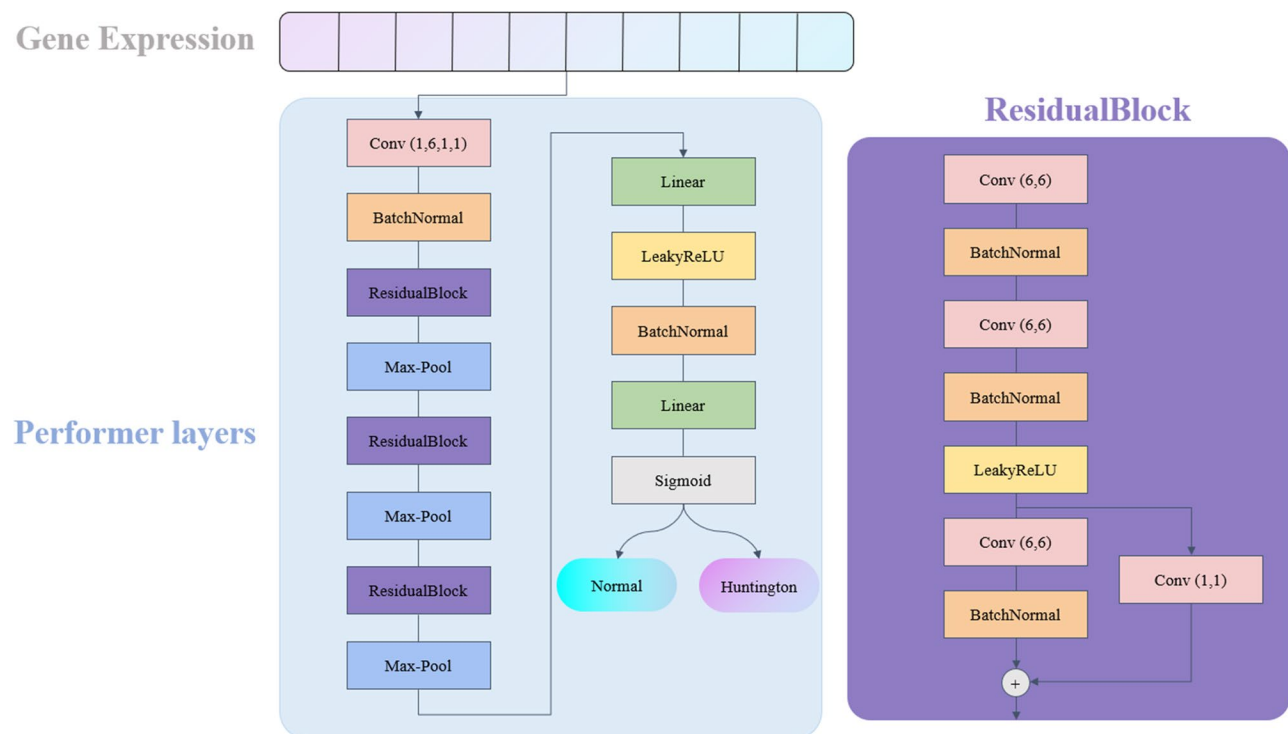 Gene Expression
Performer layers
Conv (1,6,1,1)
BatchNormal
ResidualBlock
Max-Pool
ResidualBlock
Max-Pool
ResidualBlock
Max-Pool
Linear
LeakyReLU
BatchNormal
Linear
Sigmoid
Normal
Huntington
ResidualBlock
Conv (6,6)
BatchNormal
Conv (6,6)
BatchNormal
LeakyReLU
Conv (6,6)
Conv (1,1)
BatchNormal
+